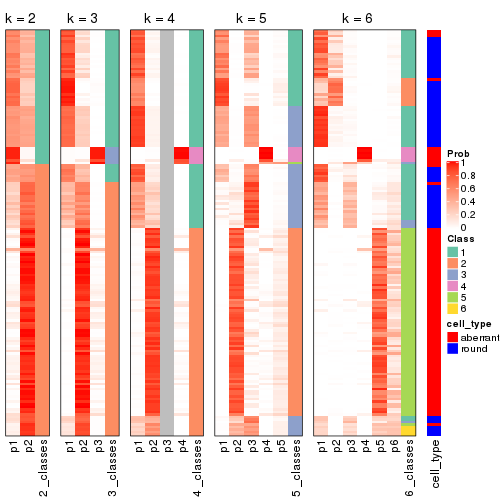 k = 2 k = 3 k = 4 k = 5 k = 6
Prob
1
0.8
0.6
0.4
0.2
0
Class
1
2
3
4
5
6
cell_type
aberrant
round
p1 p2 2_classes p1 p2 p3 3_classes p1 p2 p3 p4 4_classes p1 p2 p3 p4 p5 5_classes p1 p2 p3 p4 p5 p6 6_classes cell_type